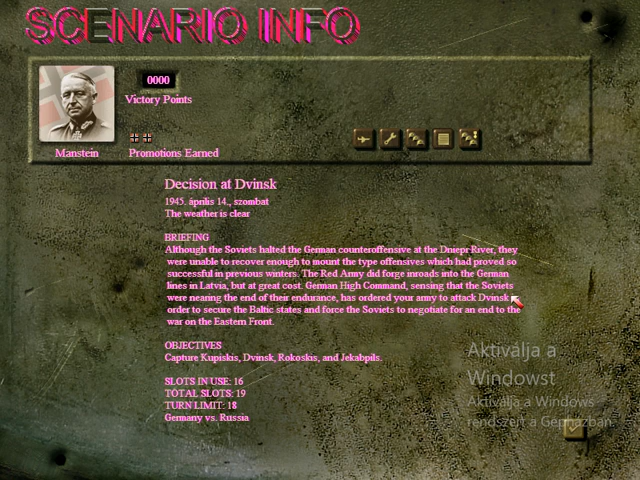 SCENARIO INFO
0000
Victory Points
Manstein
Promotions Earned
Decision at Dvinsk
1945. április 14., szombat
The weather is clear
BRIEFING
Although the Soviets halted the German counteroffensive at the Dniepr River, they
were unable to recover enough to mount the type offensives which had proved so
successful in previous winters. The Red Army did forge inroads into the German
lines in Latvia, but at great cost. German High Command, sensing that the Soviets
were nearing the end of their endurance, has ordered your army to attack Dvinsk
order to secure the Baltic states and force the Soviets to negotiate for an end to the
war on the Eastern Front.
OBJECTIVES
Capture Kupiskis, Dvinsk, Rokoskis, and Jekabpils.
SLOTS IN USE: 16
TOTAL SLOTS: 19
TURN LIMIT: 18
Germany vs. Russia
Aktiválja a
Windowst
Aktiválja a Windows
rendszert a Gépházban.